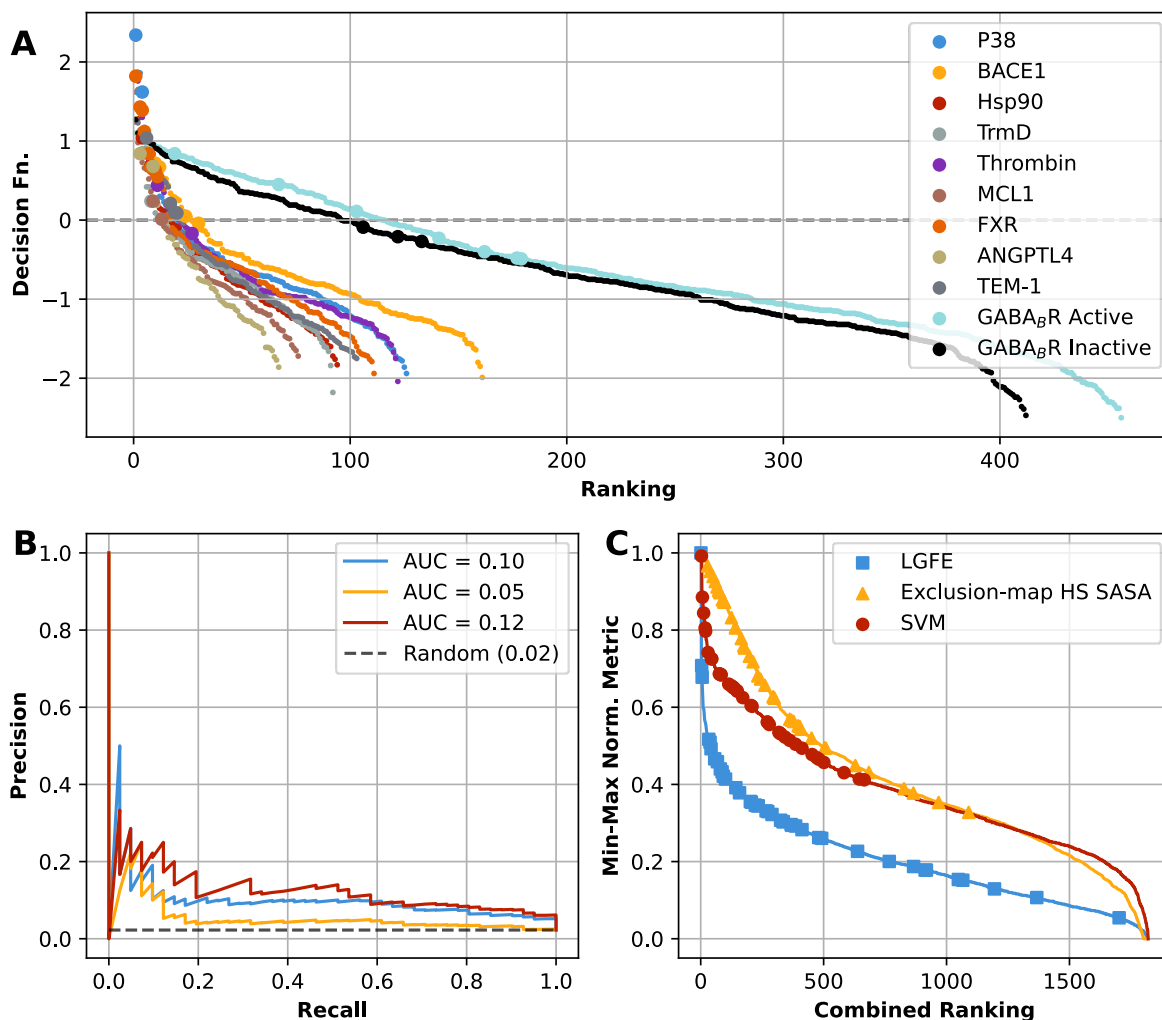 A
Decision Fn.
2
1
0
−1
−2
P38
BACE1
Hsp90
TrmD
Thrombin
MCL1
FXR
ANGPTL4
TEM-1
GABA_BR Active
GABA_BR Inactive
0 100 200 300 400
Ranking
B
Precision
1.0
0.8
0.6
0.4
0.2
0.0
AUC = 0.10
AUC = 0.05
AUC = 0.12
Random (0.02)
0.0 0.2 0.4 0.6 0.8 1.0
Recall
C
Min-Max Norm. Metric
1.0
0.8
0.6
0.4
0.2
0.0
LGFE
Exclusion-map HS SASA
SVM
0 500 1000 1500
Combined Ranking